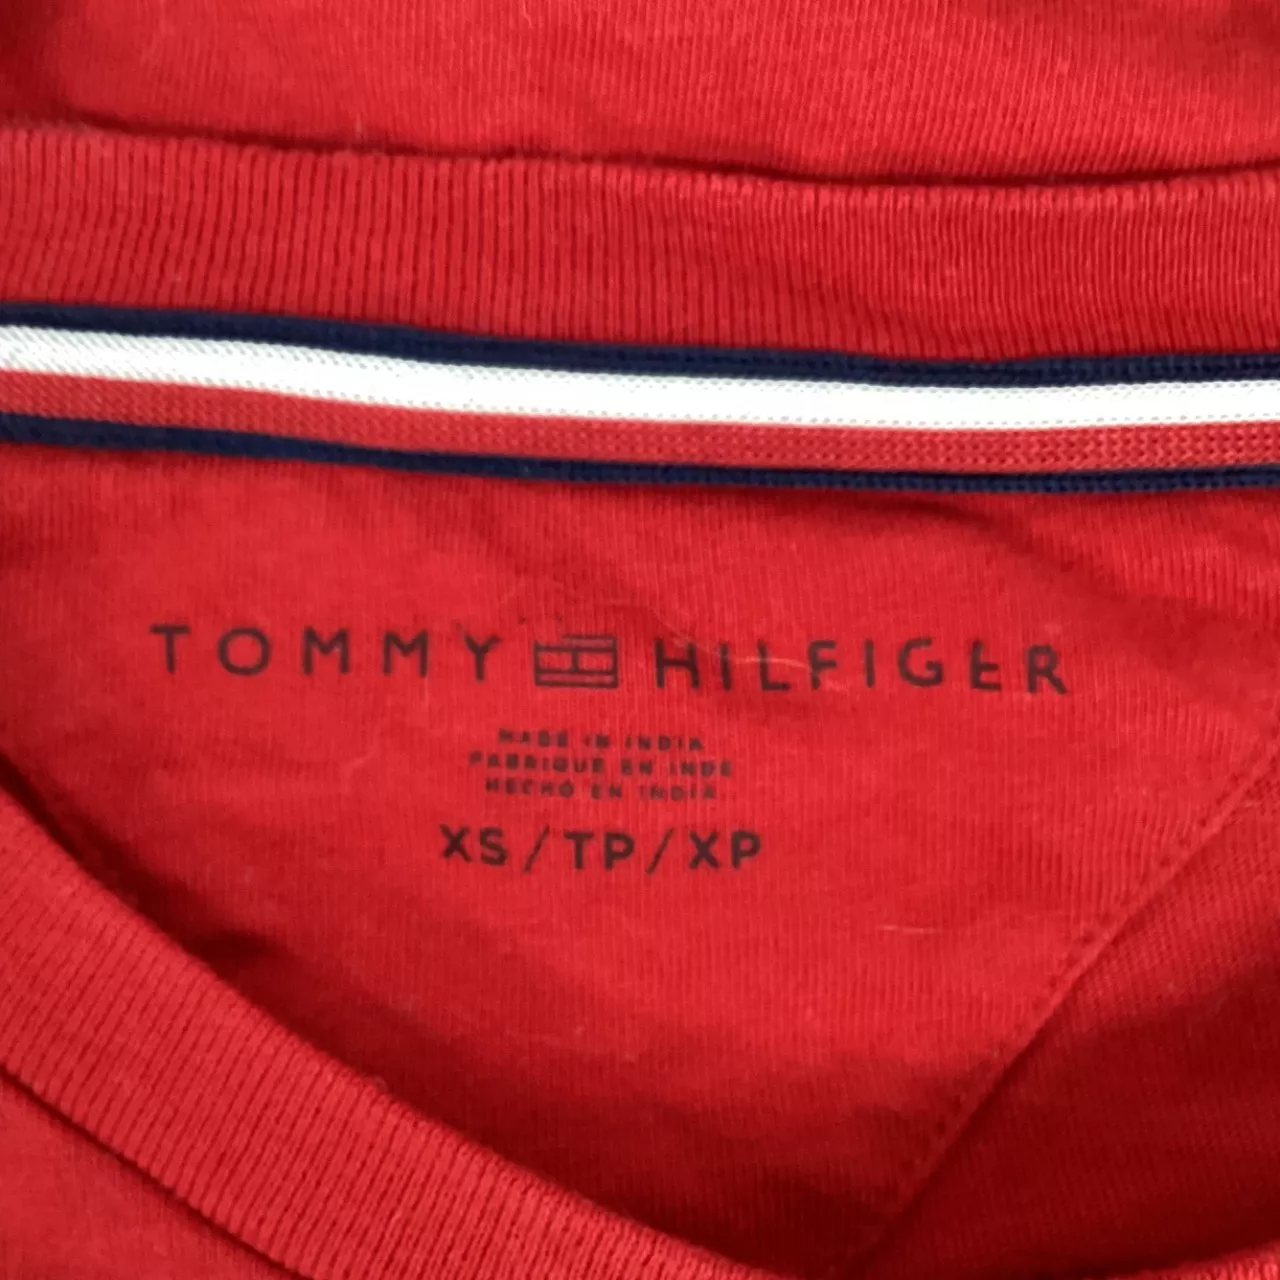 TOMMY HILFIGER
MADE IN INDIA
FABRIQUE EN INDE
HECHO EN INDIA
XS/TP/XP